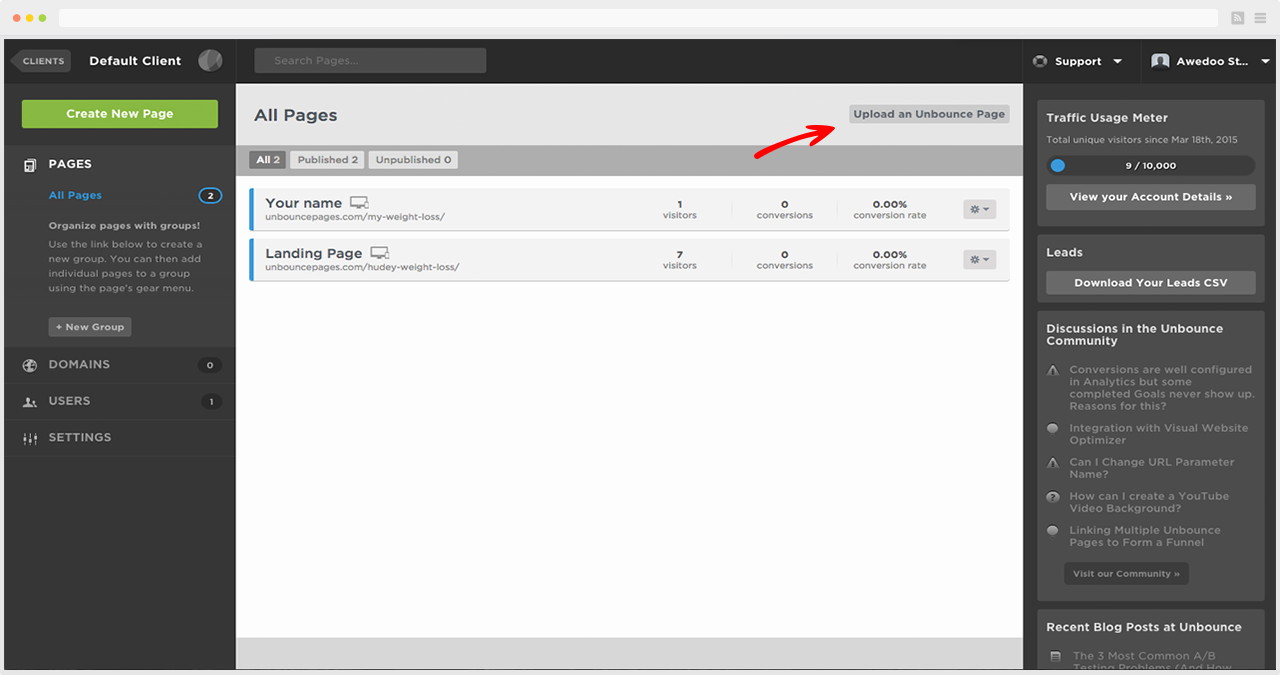 CLIENTS
Default Client
Search Pages...
Support
Awedoo St...
Create New Page
PAGES
All Pages
2
Organize pages with groups!
Use the link below to create a
new group. You can then add
individual pages to a group
using the page's gear menu.
+ New Group
DOMAINS
0
USERS
1
SETTINGS
All Pages
Upload an Unbounce Page
All 2
Published 2
Unpublished 0
Your name
unbouncepages.com/my-weight-loss/
1
visitors
0
conversions
0.00%
conversion rate
Landing Page
unbouncepages.com/hudey-weight-loss/
7
visitors
0
conversions
0.00%
conversion rate
Traffic Usage Meter
Total unique visitors since Mar 18th, 2015
9 / 10,000
View your Account Details »
Leads
Download Your Leads CSV
Discussions in the Unbounce
Community
Conversions are well configured
in Analytics but some
completed Goals never show up.
Reasons for this?
Integration with Visual Website
Optimizer
Can I Change URL Parameter
Name?
How can I create a YouTube
Video Background?
Linking Multiple Unbounce
Pages to Form a Funnel
Visit our Community »
Recent Blog Posts at Unbounce
The 3 Most Common A/B
Testing Problems (And How